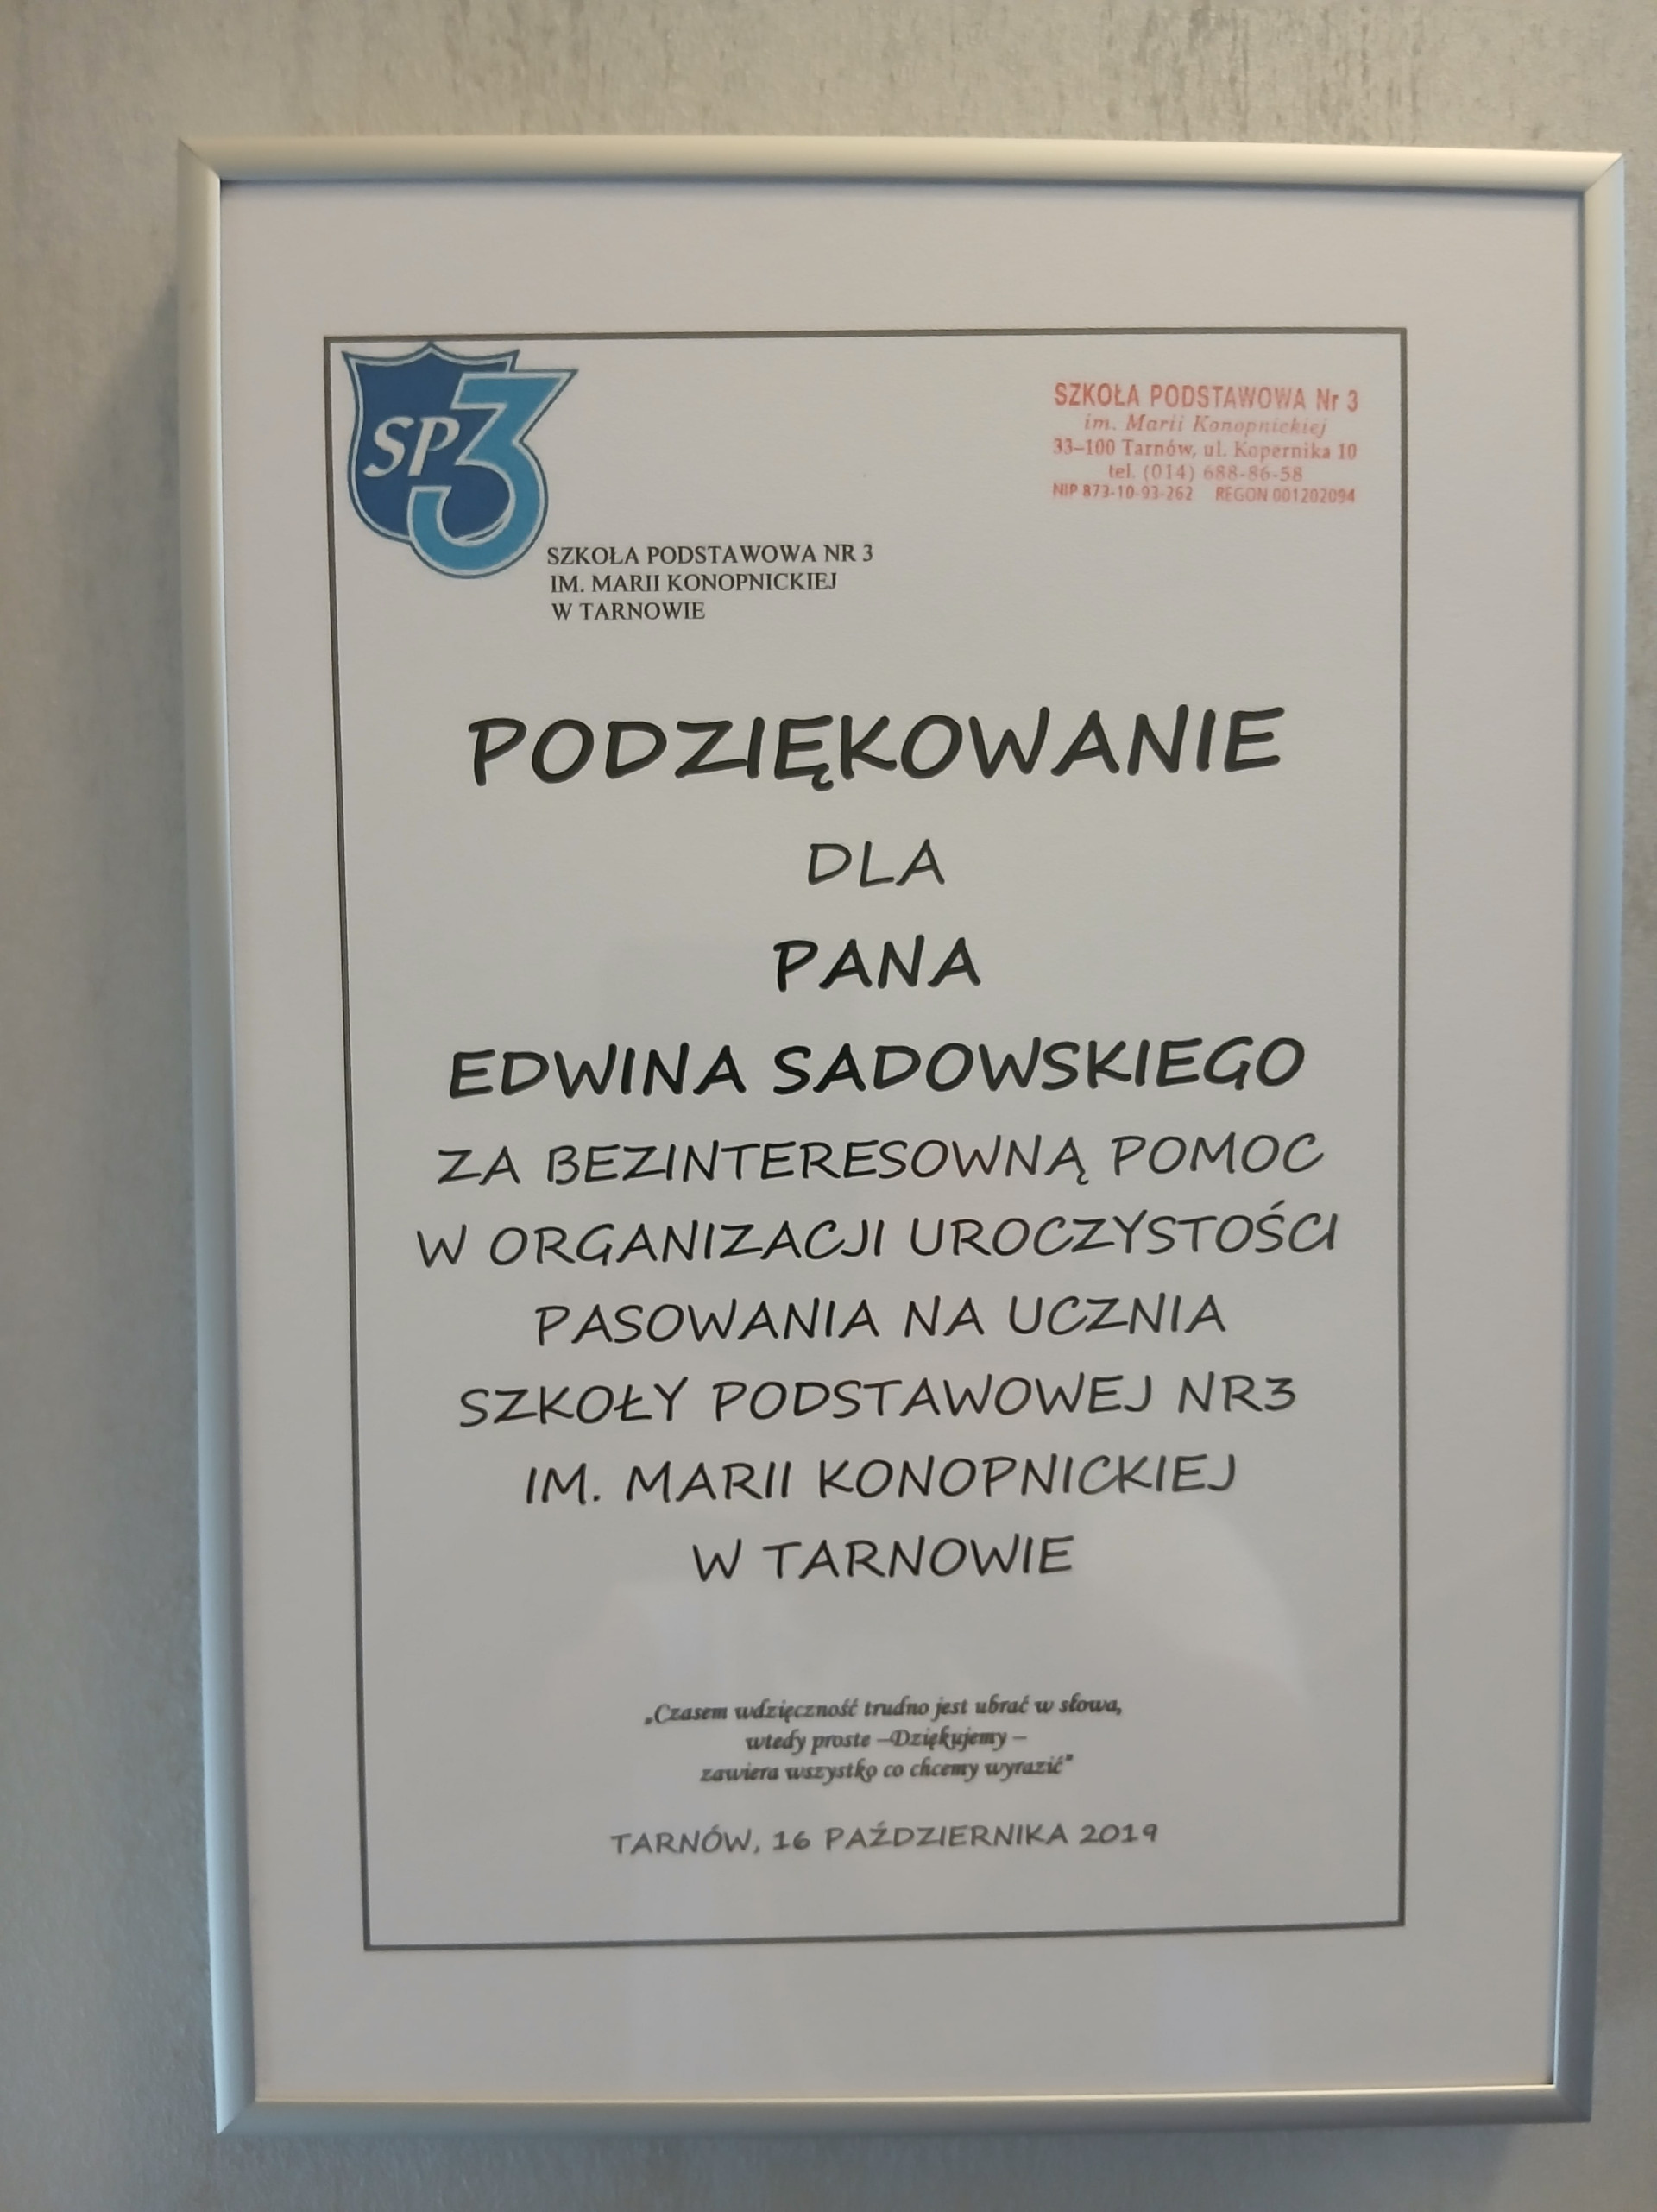 SP3
SZKOŁA PODSTAWOWA NR 3
IM. MARII KONOPNICKIEJ
W TARNOWIE
SZKOŁA PODSTAWOWA Nr 3
im. Marii Konopnickiej
33-100 Tarnów, ul. Kopernika 10
tel. (014) 688-86-58
NIP 873-10-93-262 REGON 001202094
PODZIĘKOWANIE
DLA
PANA
EDWINA SADOWSKIEGO
ZA BEZINTERESOWNĄ POMOC
W ORGANIZACJI UROCZYSTOŚCI
PASOWANIA NA UCZNIA
SZKOŁY PODSTAWOWEJ NR3
IM. MARII KONOPNICKIEJ
W TARNOWIE
„Czasem wdzięczność trudno jest ubrać w słowa,
wtedy proste –Dziękujemy –
zawiera wszystko co chcemy wyrazić”
TARNÓW, 16 PAŹDZIERNIKA 2019